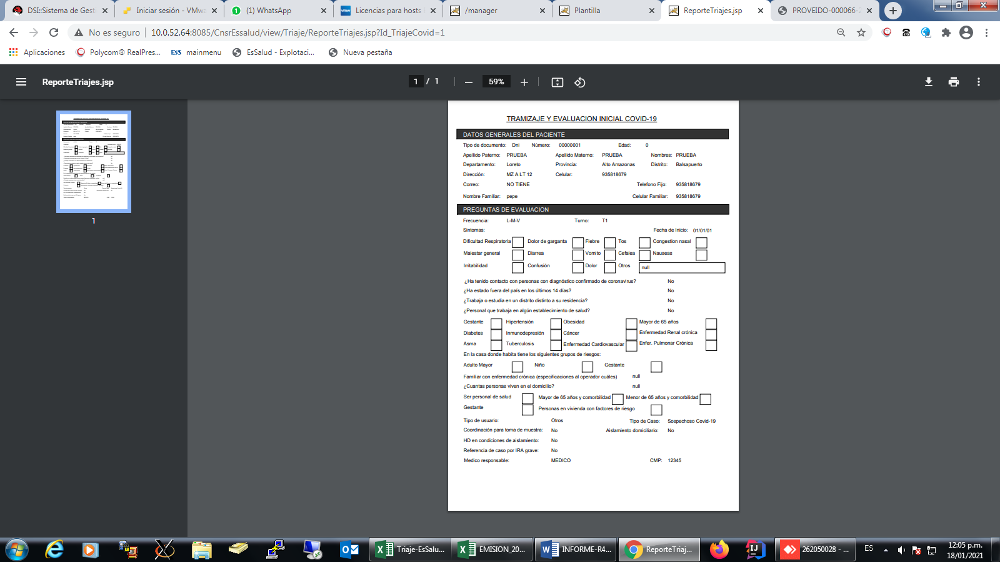 DSI::Sistema de Gest
Iniciar sesión - VMwa
(1) WhatsApp
Licencias para hosts
/manager
Plantilla
ReporteTriajes.jsp
PROVEIDO-000066-2
No es seguro
10.0.52.64:8085/CnsrEssalud/view/Triaje/ReporteTriajes.jsp?Id_TriajeCovid=1
Aplicaciones
Polycom® RealPres...
EsS mainmenu
EsSalud - Explotaci...
Nueva pestaña
ReporteTriajes.jsp
1 / 1
59%
1
TRAMIZAJE Y EVALUACION INICIAL COVID-19
DATOS GENERALES DEL PACIENTE
Tipo de documento: Dni Número: 00000001 Edad: 0
Apellido Paterno: PRUEBA Apellido Materno: PRUEBA Nombres: PRUEBA
Departamento: Loreto Provincia: Alto Amazonas Distrito: Balsapuerto
Dirección: MZ A LT 12 Celular: 935818679
Correo: NO TIENE Telefono Fijo: 935818679
Nombre Familiar: pepe Celular Familiar: 935818679
PREGUNTAS DE EVALUACION
Frecuencia: L-M-V Turno: T1
Sintomas: Fecha de Inicio: 01/01/01
Dificultad Respiratoria Dolor de garganta Fiebre Tos Congestion nasal
Malestar general Diarrea Vomito Cefalea Nauseas
Irritabilidad Confusión Dolor Otros null
¿Ha tenido contacto con personas con diagnóstico confirmado de coronavirus? No
¿Ha estado fuera del país en los últimos 14 días? No
¿Trabaja o estudia en un distrito distinto a su residencia? No
¿Personal que trabaja en algún establecimiento de salud? No
Gestante Hipertensión Obesidad Mayor de 65 años
Diabetes Inmunodepresión Cáncer Enfermedad Renal crónica
Asma Tuberculosis Enfermedad Cardiovascular Enfer. Pulmonar Crónica
En la casa donde habita tiene los siguientes grupos de riesgos:
Adulto Mayor Niño Gestante
Familiar con enfermedad crónica (especificaciones al operador cuáles) null
¿Cuantas personas viven en el domicilio? null
Ser personal de salud Mayor de 65 años y comorbilidad Menor de 65 años y comorbilidad
Gestante Personas en vivienda con factores de riesgo
Tipo de usuario: Otros Tipo de Caso: Sospechoso Covid-19
Coordinación para toma de muestra: No Aislamiento domiciliario: No
HD en condiciones de aislamiento: No
Referencia de caso por IRA grave: No
Medico responsable: MEDICO CMP: 12345
Triaje-EsSalu...
EMISION_20...
INFORME-R4...
ReporteTriaj...
262050028 - ...
ES
12:05 p.m.
18/01/2021